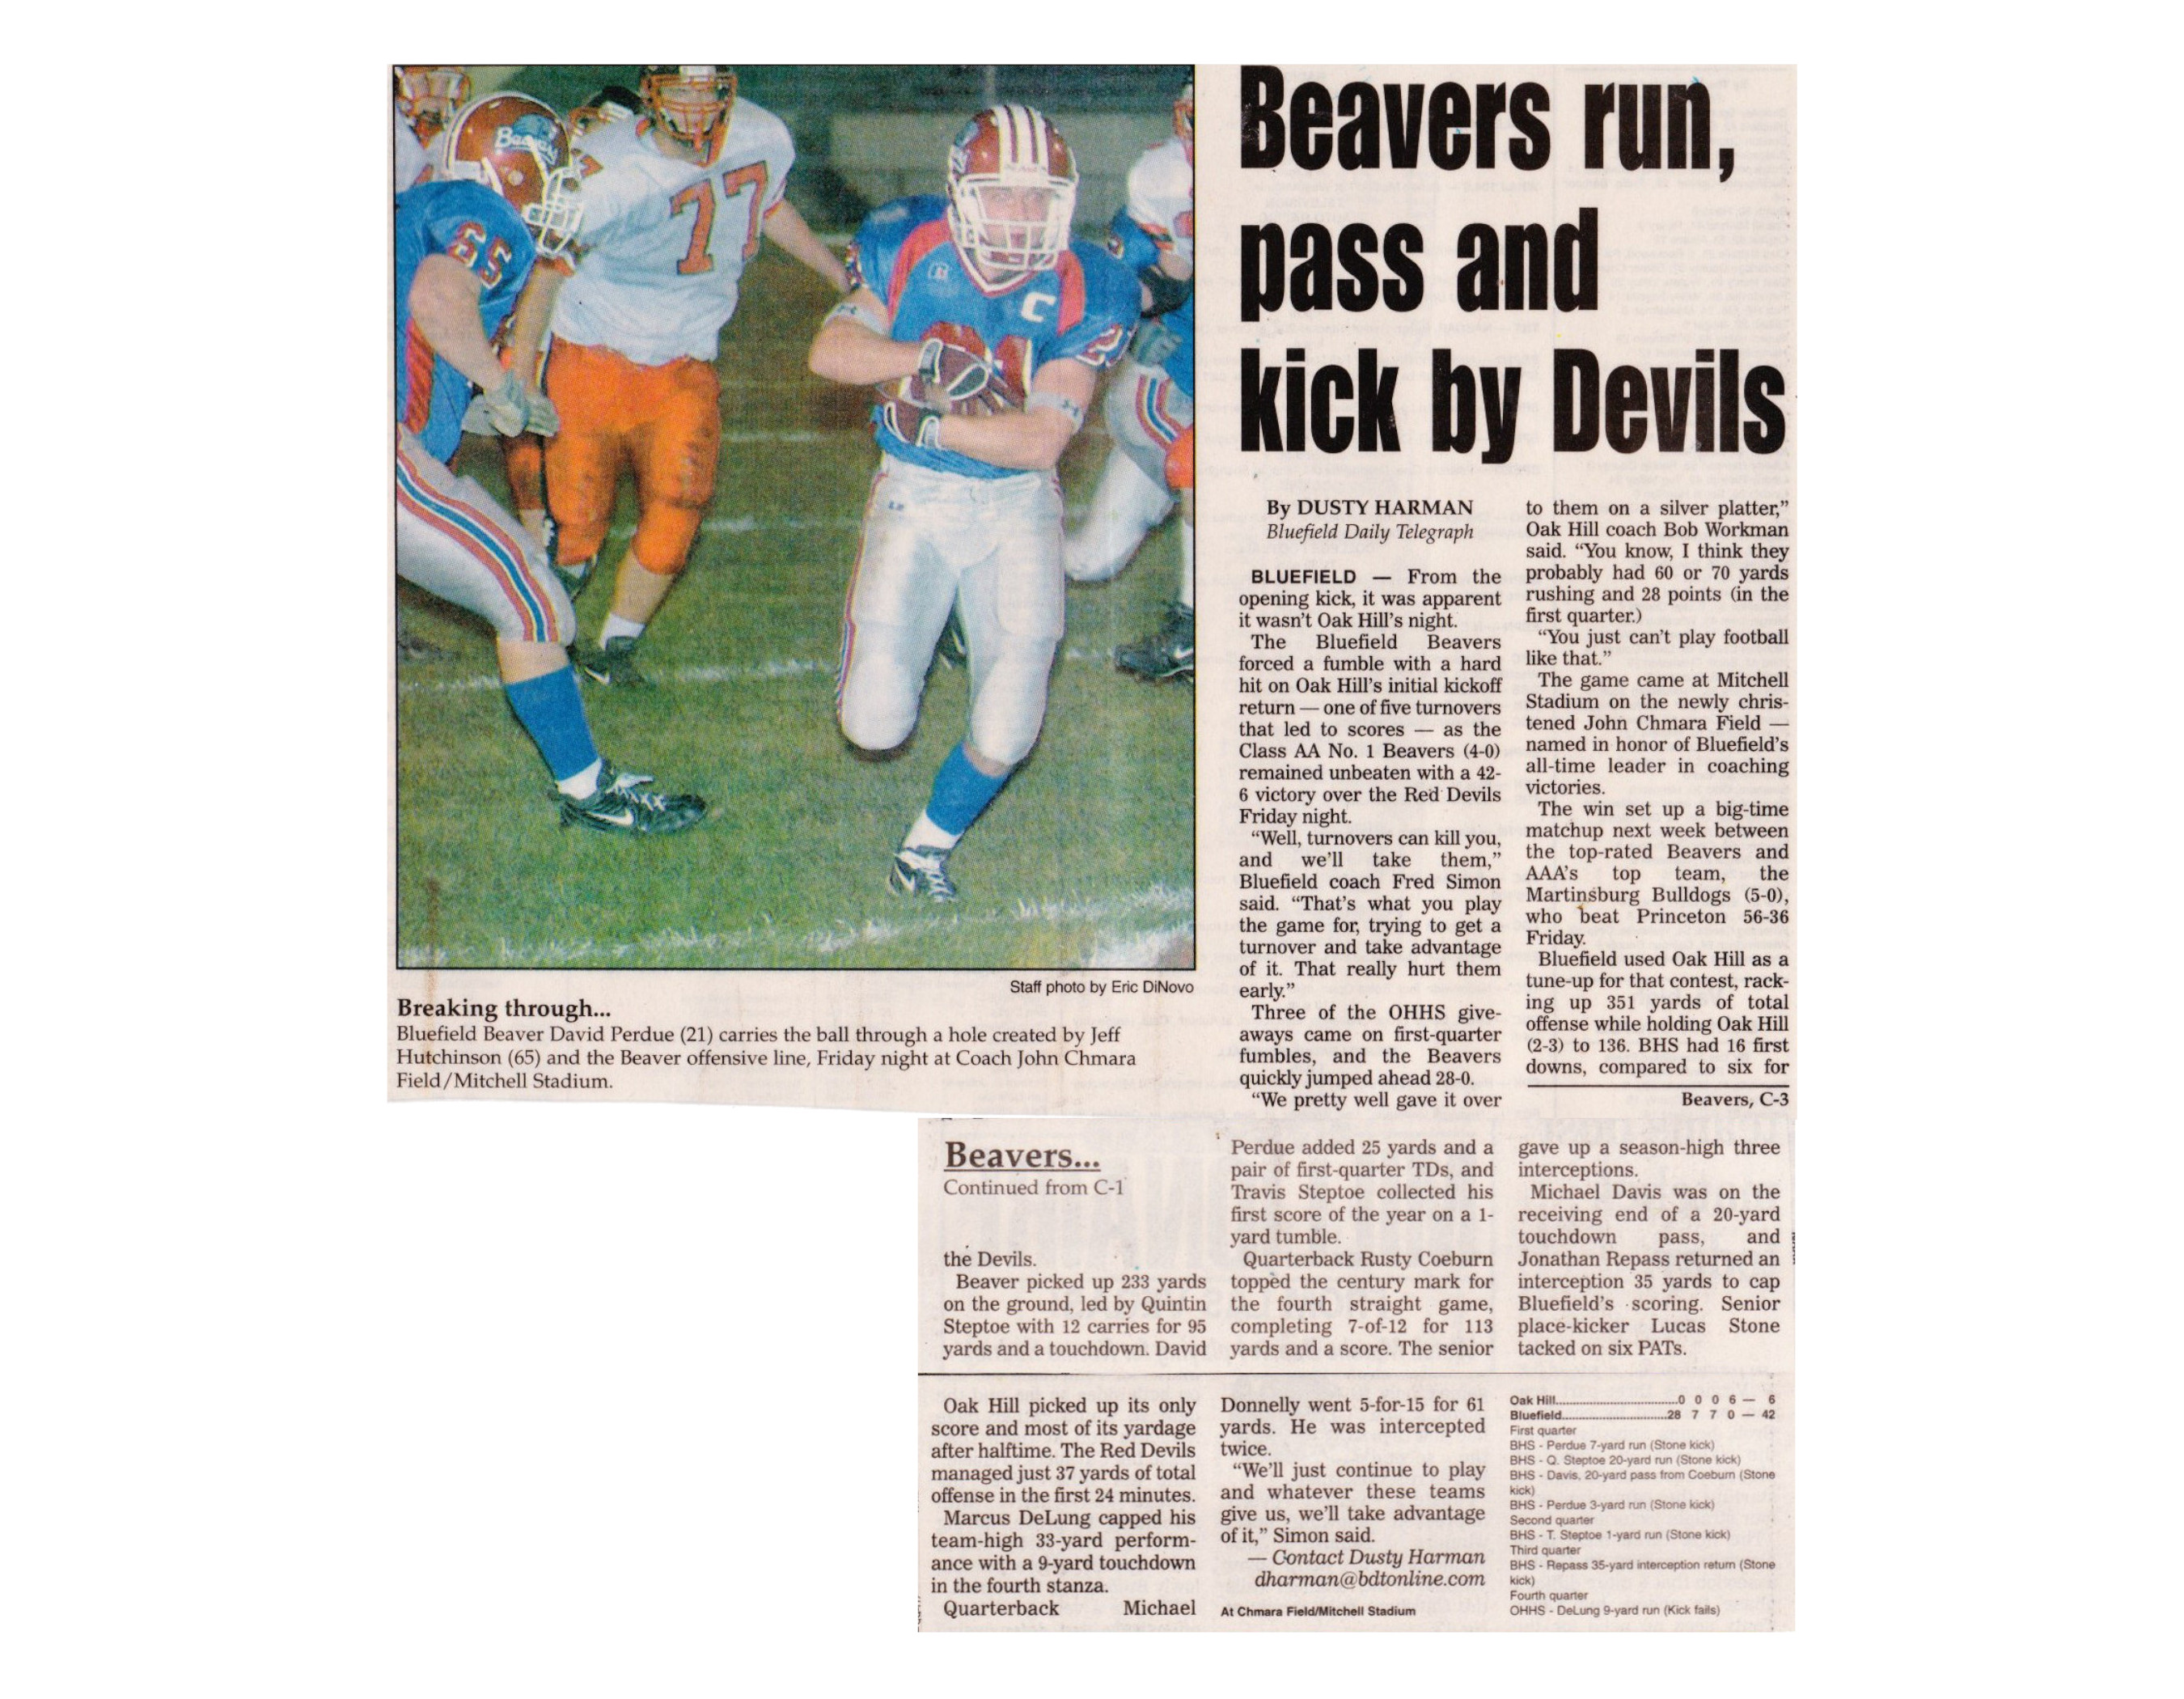 Beavers
65
77
C
21
Beavers run,
pass and
kick by Devils
Staff photo by Eric DiNovo
Breaking through...
Bluefield Beaver David Perdue (21) carries the ball through a hole created by Jeff
Hutchinson (65) and the Beaver offensive line, Friday night at Coach John Chmara
Field/Mitchell Stadium.
By DUSTY HARMAN
Bluefield Daily Telegraph
BLUEFIELD — From the
opening kick, it was apparent
it wasn't Oak Hill's night.
The Bluefield Beavers
forced a fumble with a hard
hit on Oak Hill's initial kickoff
return — one of five turnovers
that led to scores — as the
Class AA No. 1 Beavers (4-0)
remained unbeaten with a 42-
6 victory over the Red Devils
Friday night.
“Well, turnovers can kill you,
and we'll take them,”
Bluefield coach Fred Simon
said. “That's what you play
the game for, trying to get a
turnover and take advantage
of it. That really hurt them
early.”
Three of the OHHS give-
aways came on first-quarter
fumbles, and the Beavers
quickly jumped ahead 28-0.
“We pretty well gave it over
to them on a silver platter,”
Oak Hill coach Bob Workman
said. “You know, I think they
probably had 60 or 70 yards
rushing and 28 points (in the
first quarter.)
“You just can't play football
like that.”
The game came at Mitchell
Stadium on the newly chris-
tened John Chmara Field —
named in honor of Bluefield's
all-time leader in coaching
victories.
The win set up a big-time
matchup next week between
the top-rated Beavers and
AAA's top team, the
Martinsburg Bulldogs (5-0),
who beat Princeton 56-36
Friday.
Bluefield used Oak Hill as a
tune-up for that contest, rack-
ing up 351 yards of total
offense while holding Oak Hill
(2-3) to 136. BHS had 16 first
downs, compared to six for
Beavers, C-3
Beavers...
Continued from C-1
the Devils.
Beaver picked up 233 yards
on the ground, led by Quintin
Steptoe with 12 carries for 95
yards and a touchdown. David
Perdue added 25 yards and a
pair of first-quarter TDs, and
Travis Steptoe collected his
first score of the year on a 1-
yard tumble.
Quarterback Rusty Coeburn
topped the century mark for
the fourth straight game,
completing 7-of-12 for 113
yards and a score. The senior
gave up a season-high three
interceptions.
Michael Davis was on the
receiving end of a 20-yard
touchdown pass, and
Jonathan Repass returned an
interception 35 yards to cap
Bluefield's scoring. Senior
place-kicker Lucas Stone
tacked on six PATs.
Oak Hill picked up its only
score and most of its yardage
after halftime. The Red Devils
managed just 37 yards of total
offense in the first 24 minutes.
Marcus DeLung capped his
team-high 33-yard perform-
ance with a 9-yard touchdown
in the fourth stanza.
Quarterback Michael
Donnelly went 5-for-15 for 61
yards. He was intercepted
twice.
“We'll just continue to play
and whatever these teams
give us, we'll take advantage
of it,” Simon said.
— Contact Dusty Harman
dharman@bdtonline.com
At Chmara Field/Mitchell Stadium
Oak Hill..............................0 0 0 6 — 6
Bluefield..........................28 7 7 0 — 42
First quarter
BHS - Perdue 7-yard run (Stone kick)
BHS - Q. Steptoe 20-yard run (Stone kick)
BHS - Davis, 20-yard pass from Coeburn (Stone
kick)
BHS - Perdue 3-yard run (Stone kick)
Second quarter
BHS - T. Steptoe 1-yard run (Stone kick)
Third quarter
BHS - Repass 35-yard interception return (Stone
kick)
Fourth quarter
OHHS - DeLung 9-yard run (Kick fails)